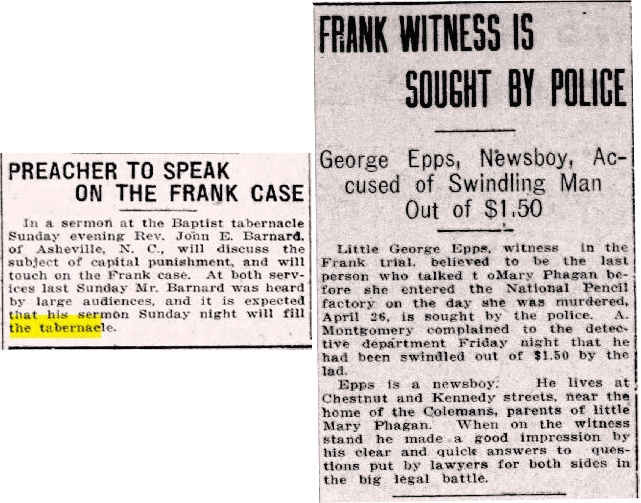 PREACHER TO SPEAK
ON THE FRANK CASE
In a sermon at the Baptist tabernacle
Sunday evening Rev. John E. Barnard,
of Asheville, N. C., will discuss the
subject of capital punishment, and will
touch on the Frank case. At both serv-
ices last Sunday Mr. Barnard was heard
by large audiences, and it is expected
that his sermon Sunday night will fill
the tabernacle.
FRANK WITNESS IS
SOUGHT BY POLICE
George Epps, Newsboy, Ac-
cused of Swindling Man
Out of $1.50
Little George Epps, witness in the
Frank trial, believed to be the last
person who talked t oMary Phagan be-
fore she entered the National Pencil
factory on the day she was murdered,
April 26, is sought by the police. A.
Montgomery complained to the detec-
tive department Friday night that he
had been swindled out of $1.50 by the
lad.
Epps is a newsboy. He lives at
Chestnut and Kennedy streets, near the
home of the Colemans, parents of little
Mary Phagan. When on the witness
stand he made a good impression by
his clear and quick answers to ques-
tions put by lawyers for both sides in
the big legal battle.